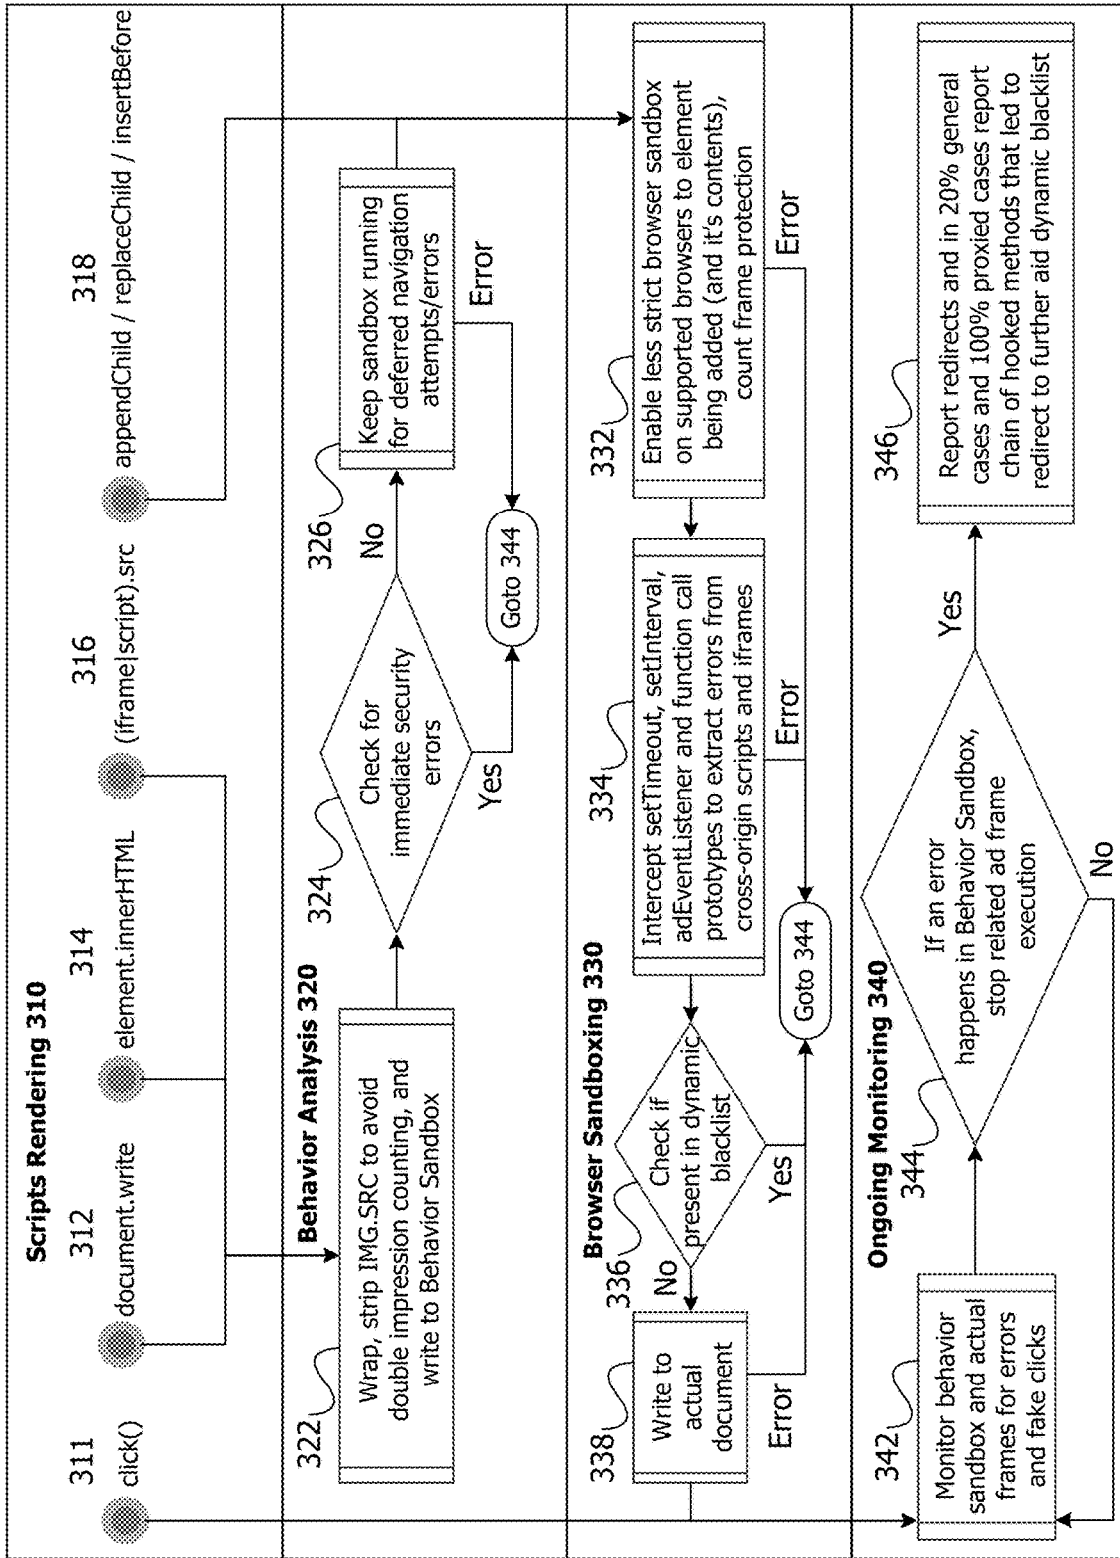 Scripts Rendering 310
311
click()
312
document.write
314
element.innerHTML
316
(iframe|script).src
318
appendChild / replaceChild / insertBefore
Behavior Analysis 320
322
Wrap, strip IMG.SRC to avoid
double impression counting, and
write to Behavior Sandbox
324
Check for
immediate security
errors
Yes
No
326
Keep sandbox running
for deferred navigation
attempts/errors
Error
Goto 344
Browser Sandboxing 330
332
Enable less strict browser sandbox
on supported browsers to element
being added (and it's contents),
count frame protection
Error
334
Intercept setTimeout, setInterval,
adEventListener and function call
prototypes to extract errors from
cross-origin scripts and iframes
Error
336
Check if
present in dynamic
blacklist
Yes
No
338
Write to
actual
document
Error
Goto 344
Ongoing Monitoring 340
342
Monitor behavior
sandbox and actual
frames for errors
and fake clicks
344
If an error
happens in Behavior Sandbox,
stop related ad frame
execution
Yes
No
346
Report redirects and in 20% general
cases and 100% proxied cases report
chain of hooked methods that led to
redirect to further aid dynamic blacklist